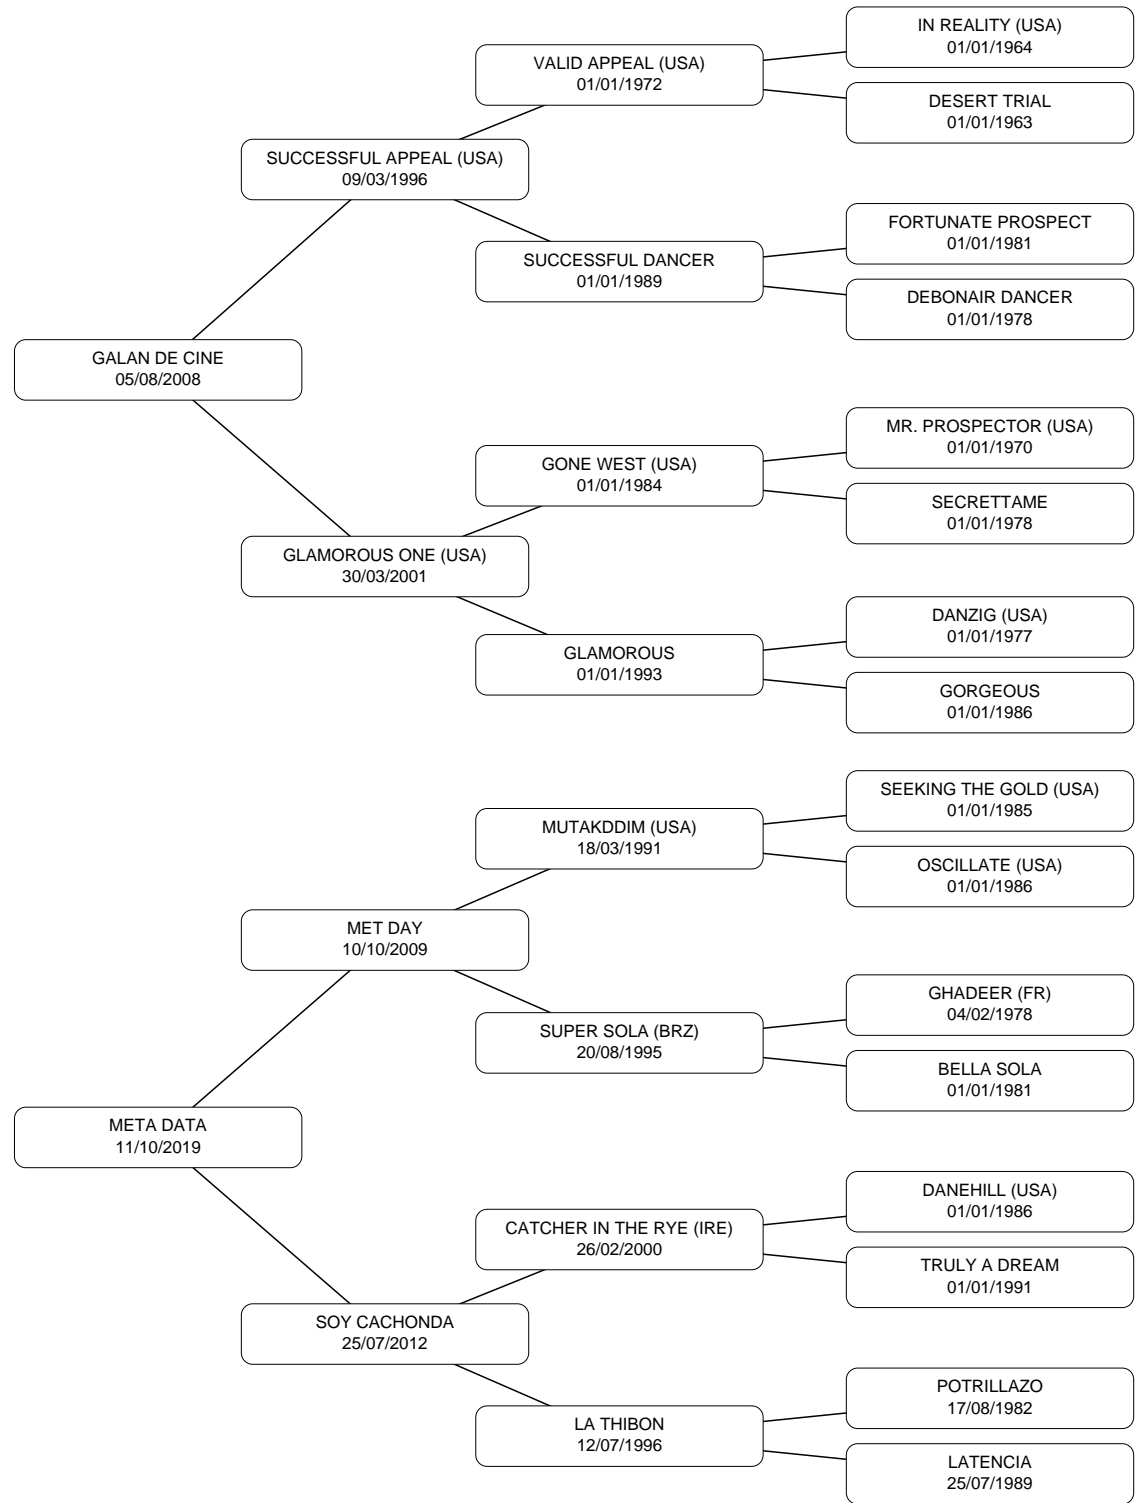 IN REALITY (USA)
01/01/1964
VALID APPEAL (USA)
01/01/1972
DESERT TRIAL
01/01/1963
SUCCESSFUL APPEAL (USA)
09/03/1996
FORTUNATE PROSPECT
01/01/1981
SUCCESSFUL DANCER
01/01/1989
DEBONAIR DANCER
01/01/1978
GALAN DE CINE
05/08/2008
MR. PROSPECTOR (USA)
01/01/1970
GONE WEST (USA)
01/01/1984
SECRETTAME
01/01/1978
GLAMOROUS ONE (USA)
30/03/2001
DANZIG (USA)
01/01/1977
GLAMOROUS
01/01/1993
GORGEOUS
01/01/1986
SEEKING THE GOLD (USA)
01/01/1985
MUTAKDDIM (USA)
18/03/1991
OSCILLATE (USA)
01/01/1986
MET DAY
10/10/2009
GHADEER (FR)
04/02/1978
SUPER SOLA (BRZ)
20/08/1995
BELLA SOLA
01/01/1981
META DATA
11/10/2019
DANEHILL (USA)
01/01/1986
CATCHER IN THE RYE (IRE)
26/02/2000
TRULY A DREAM
01/01/1991
SOY CACHONDA
25/07/2012
POTRILLAZO
17/08/1982
LA THIBON
12/07/1996
LATENCIA
25/07/1989